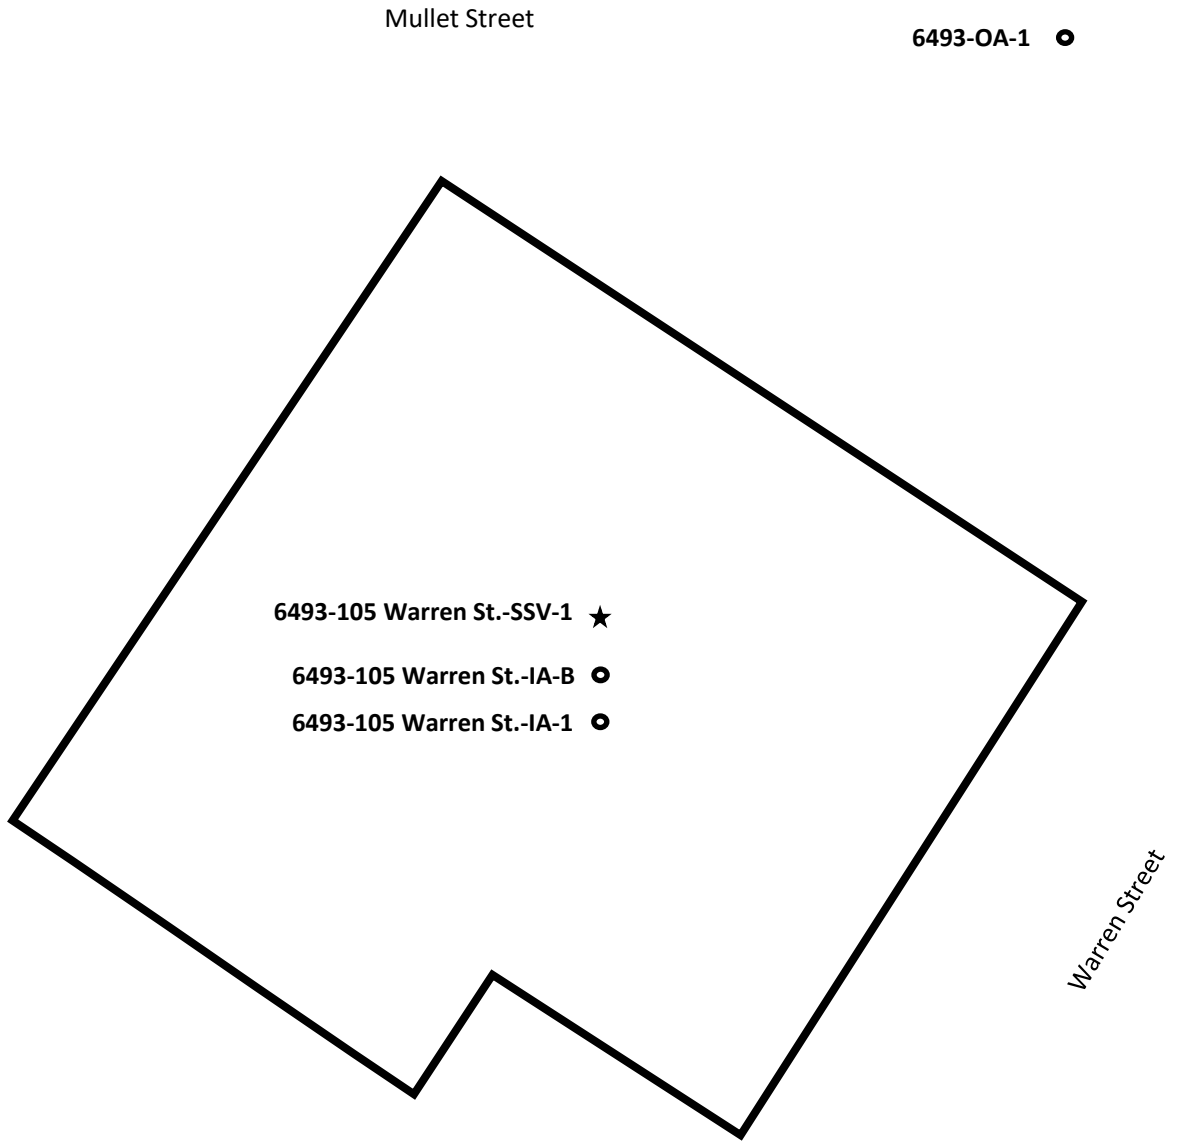 Mullet Street
6493-OA-1
6493-105 Warren St.-SSV-1
6493-105 Warren St.-IA-B
6493-105 Warren St.-IA-1
Warren Street